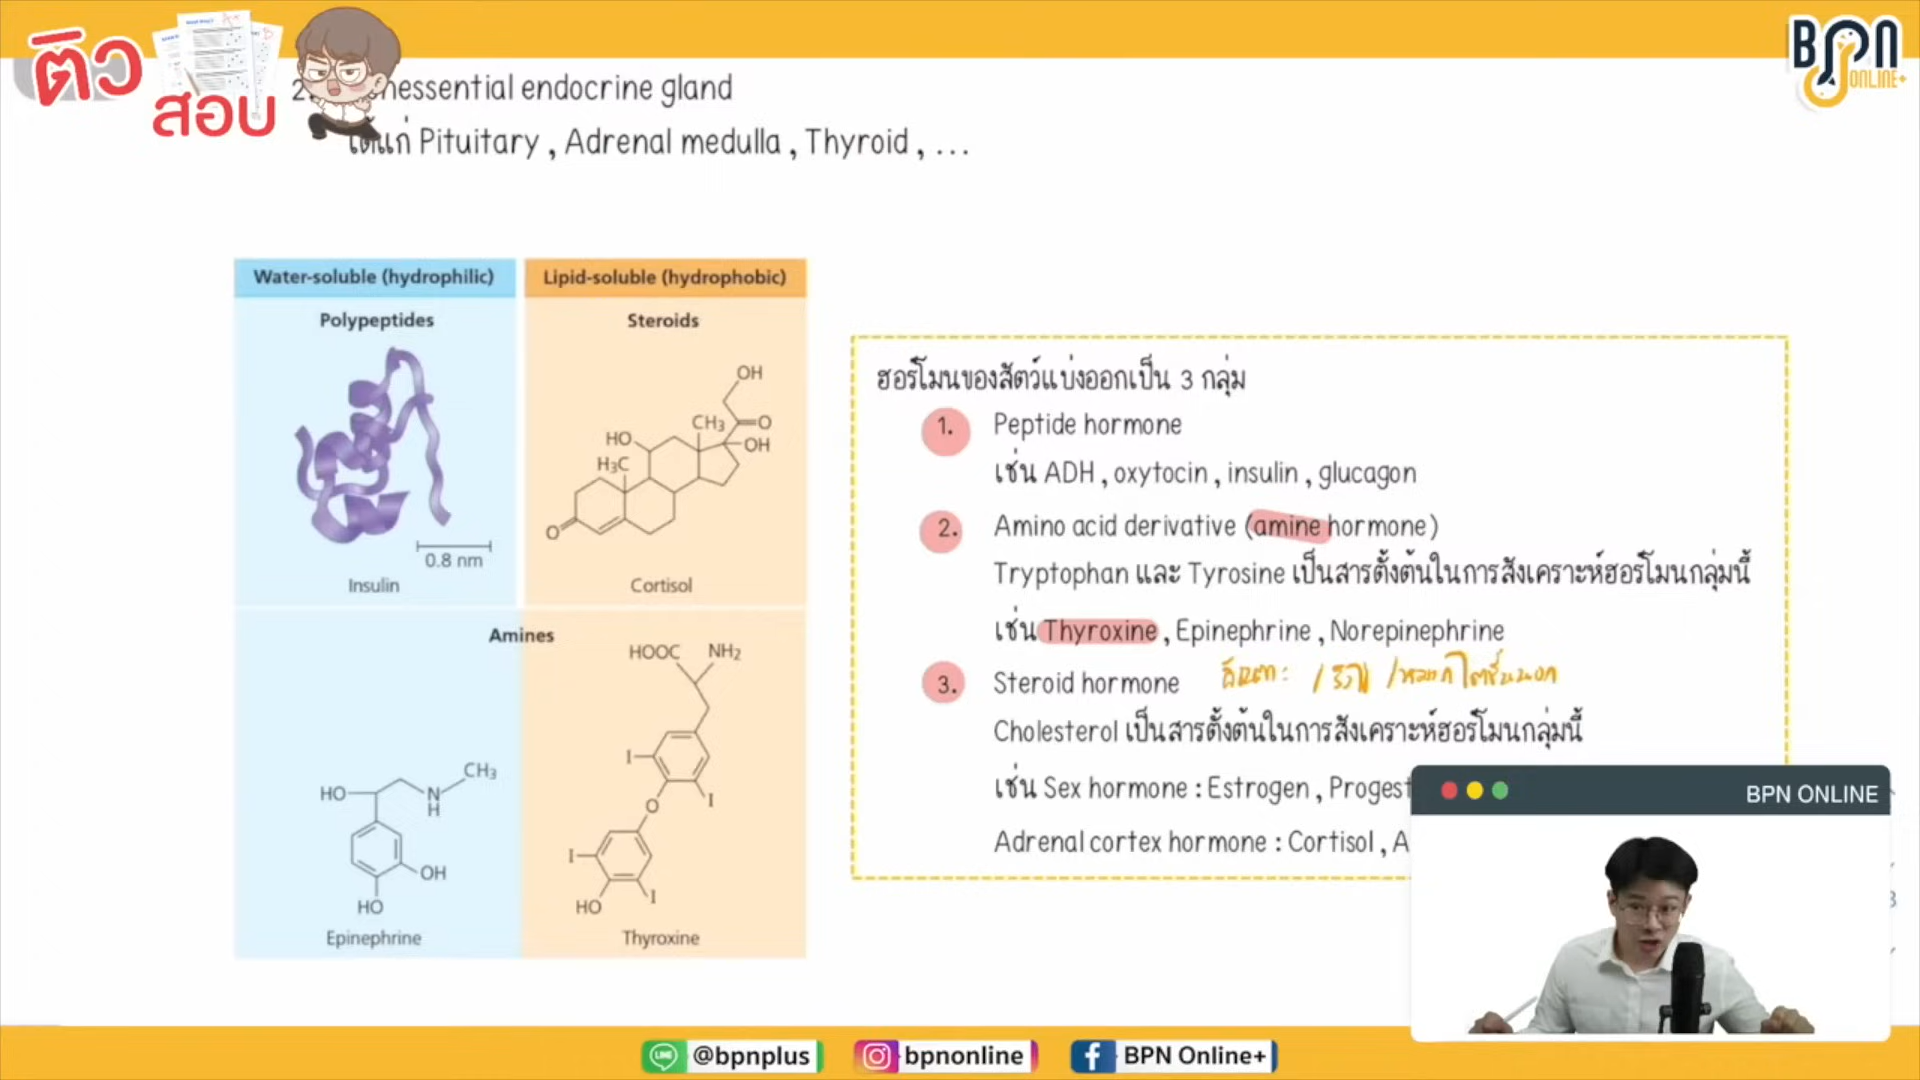 ติว
สอบ
BPN
ONLINE+
nessential endocrine gland
ได้แก่ Pituitary , Adrenal medulla , Thyroid , ...
Water-soluble (hydrophilic)
Lipid-soluble (hydrophobic)
Polypeptides
Steroids
0.8 nm
Insulin
OH
CH₃
O
HO
OH
H₃C
O
Cortisol
Amines
HOOC
NH₂
I
I
O
I
I
HO
Thyroxine
CH₃
HO
N
H
OH
HO
Epinephrine
ฮอร์โมนของสัตว์แบ่งออกเป็น 3 กลุ่ม
1. Peptide hormone
เช่น ADH , oxytocin , insulin , glucagon
2. Amino acid derivative (amine hormone)
Tryptophan และ Tyrosine เป็นสารตั้งต้นในการสังเคราะห์ฮอร์โมนกลุ่มนี้
เช่น Thyroxine , Epinephrine , Norepinephrine
3. Steroid hormone
Cholesterol เป็นสารตั้งต้นในการสังเคราะห์ฮอร์โมนกลุ่มนี้
เช่น Sex hormone : Estrogen , Progest
Adrenal cortex hormone : Cortisol , A
BPN ONLINE
LINE @bpnplus
bpnonline
BPN Online+